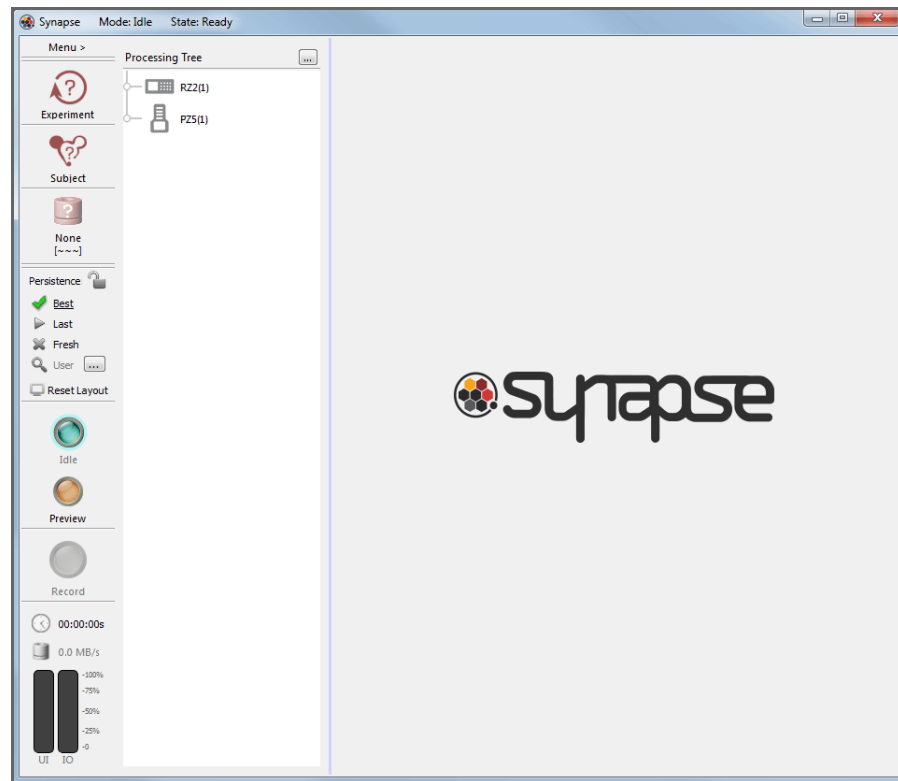 Synapse Mode: Idle State: Ready
Menu >
Experiment
Subject
None
[~~~]
Persistence
Best
Last
Fresh
User ...
Reset Layout
Idle
Preview
Record
00:00:00s
0.0 MB/s
-100%
-75%
-50%
-25%
-0
UI IO
Processing Tree ...
RZ2(1)
PZ5(1)
synapse